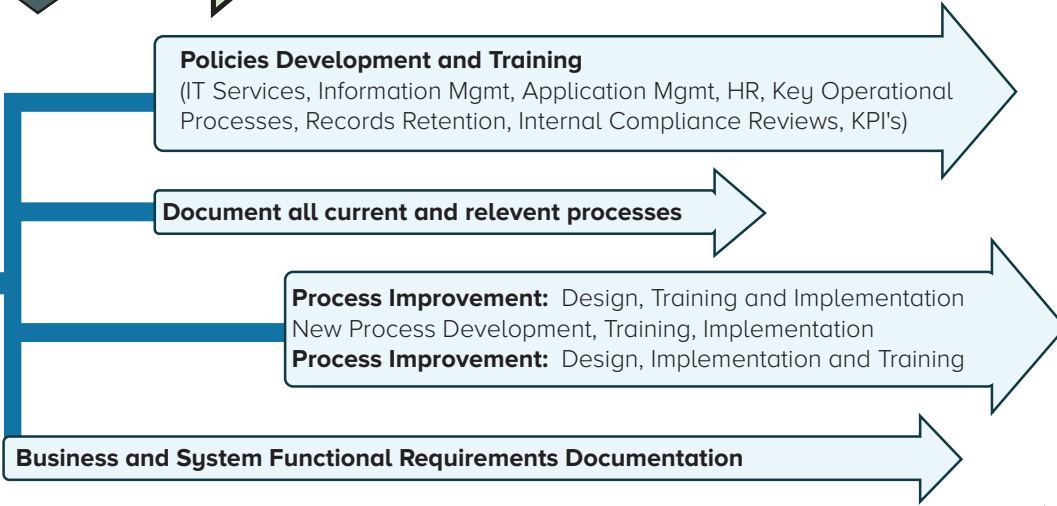 Policies Development and Training
(IT Services, Information Mgmt, Application Mgmt, HR, Key Operational
Processes, Records Retention, Internal Compliance Reviews, KPI's)
Document all current and relevent processes
Process Improvement: Design, Training and Implementation
New Process Development, Training, Implementation
Process Improvement: Design, Implementation and Training
Business and System Functional Requirements Documentation